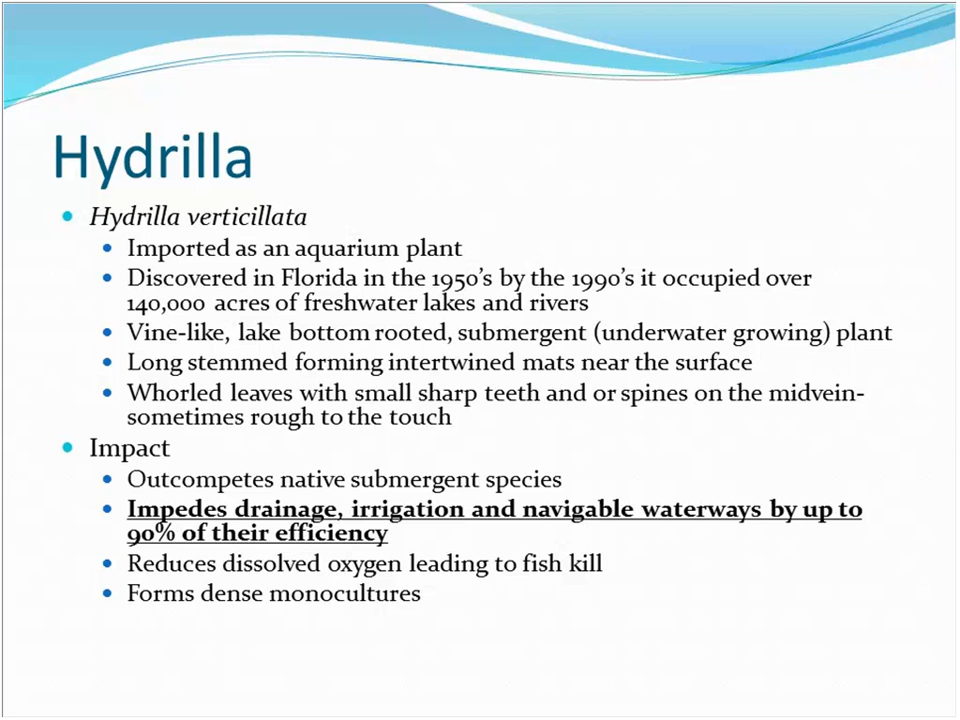 Hydrilla
Hydrilla verticillata
Imported as an aquarium plant
Discovered in Florida in the 1950's by the 1990's it occupied over
140,000 acres of freshwater lakes and rivers
Vine-like, lake bottom rooted, submergent (underwater growing) plant
Long stemmed forming intertwined mats near the surface
Whorled leaves with small sharp teeth and or spines on the midvein-
sometimes rough to the touch
Impact
Outcompetes native submergent species
Impedes drainage, irrigation and navigable waterways by up to
90% of their efficiency
Reduces dissolved oxygen leading to fish kill
Forms dense monocultures